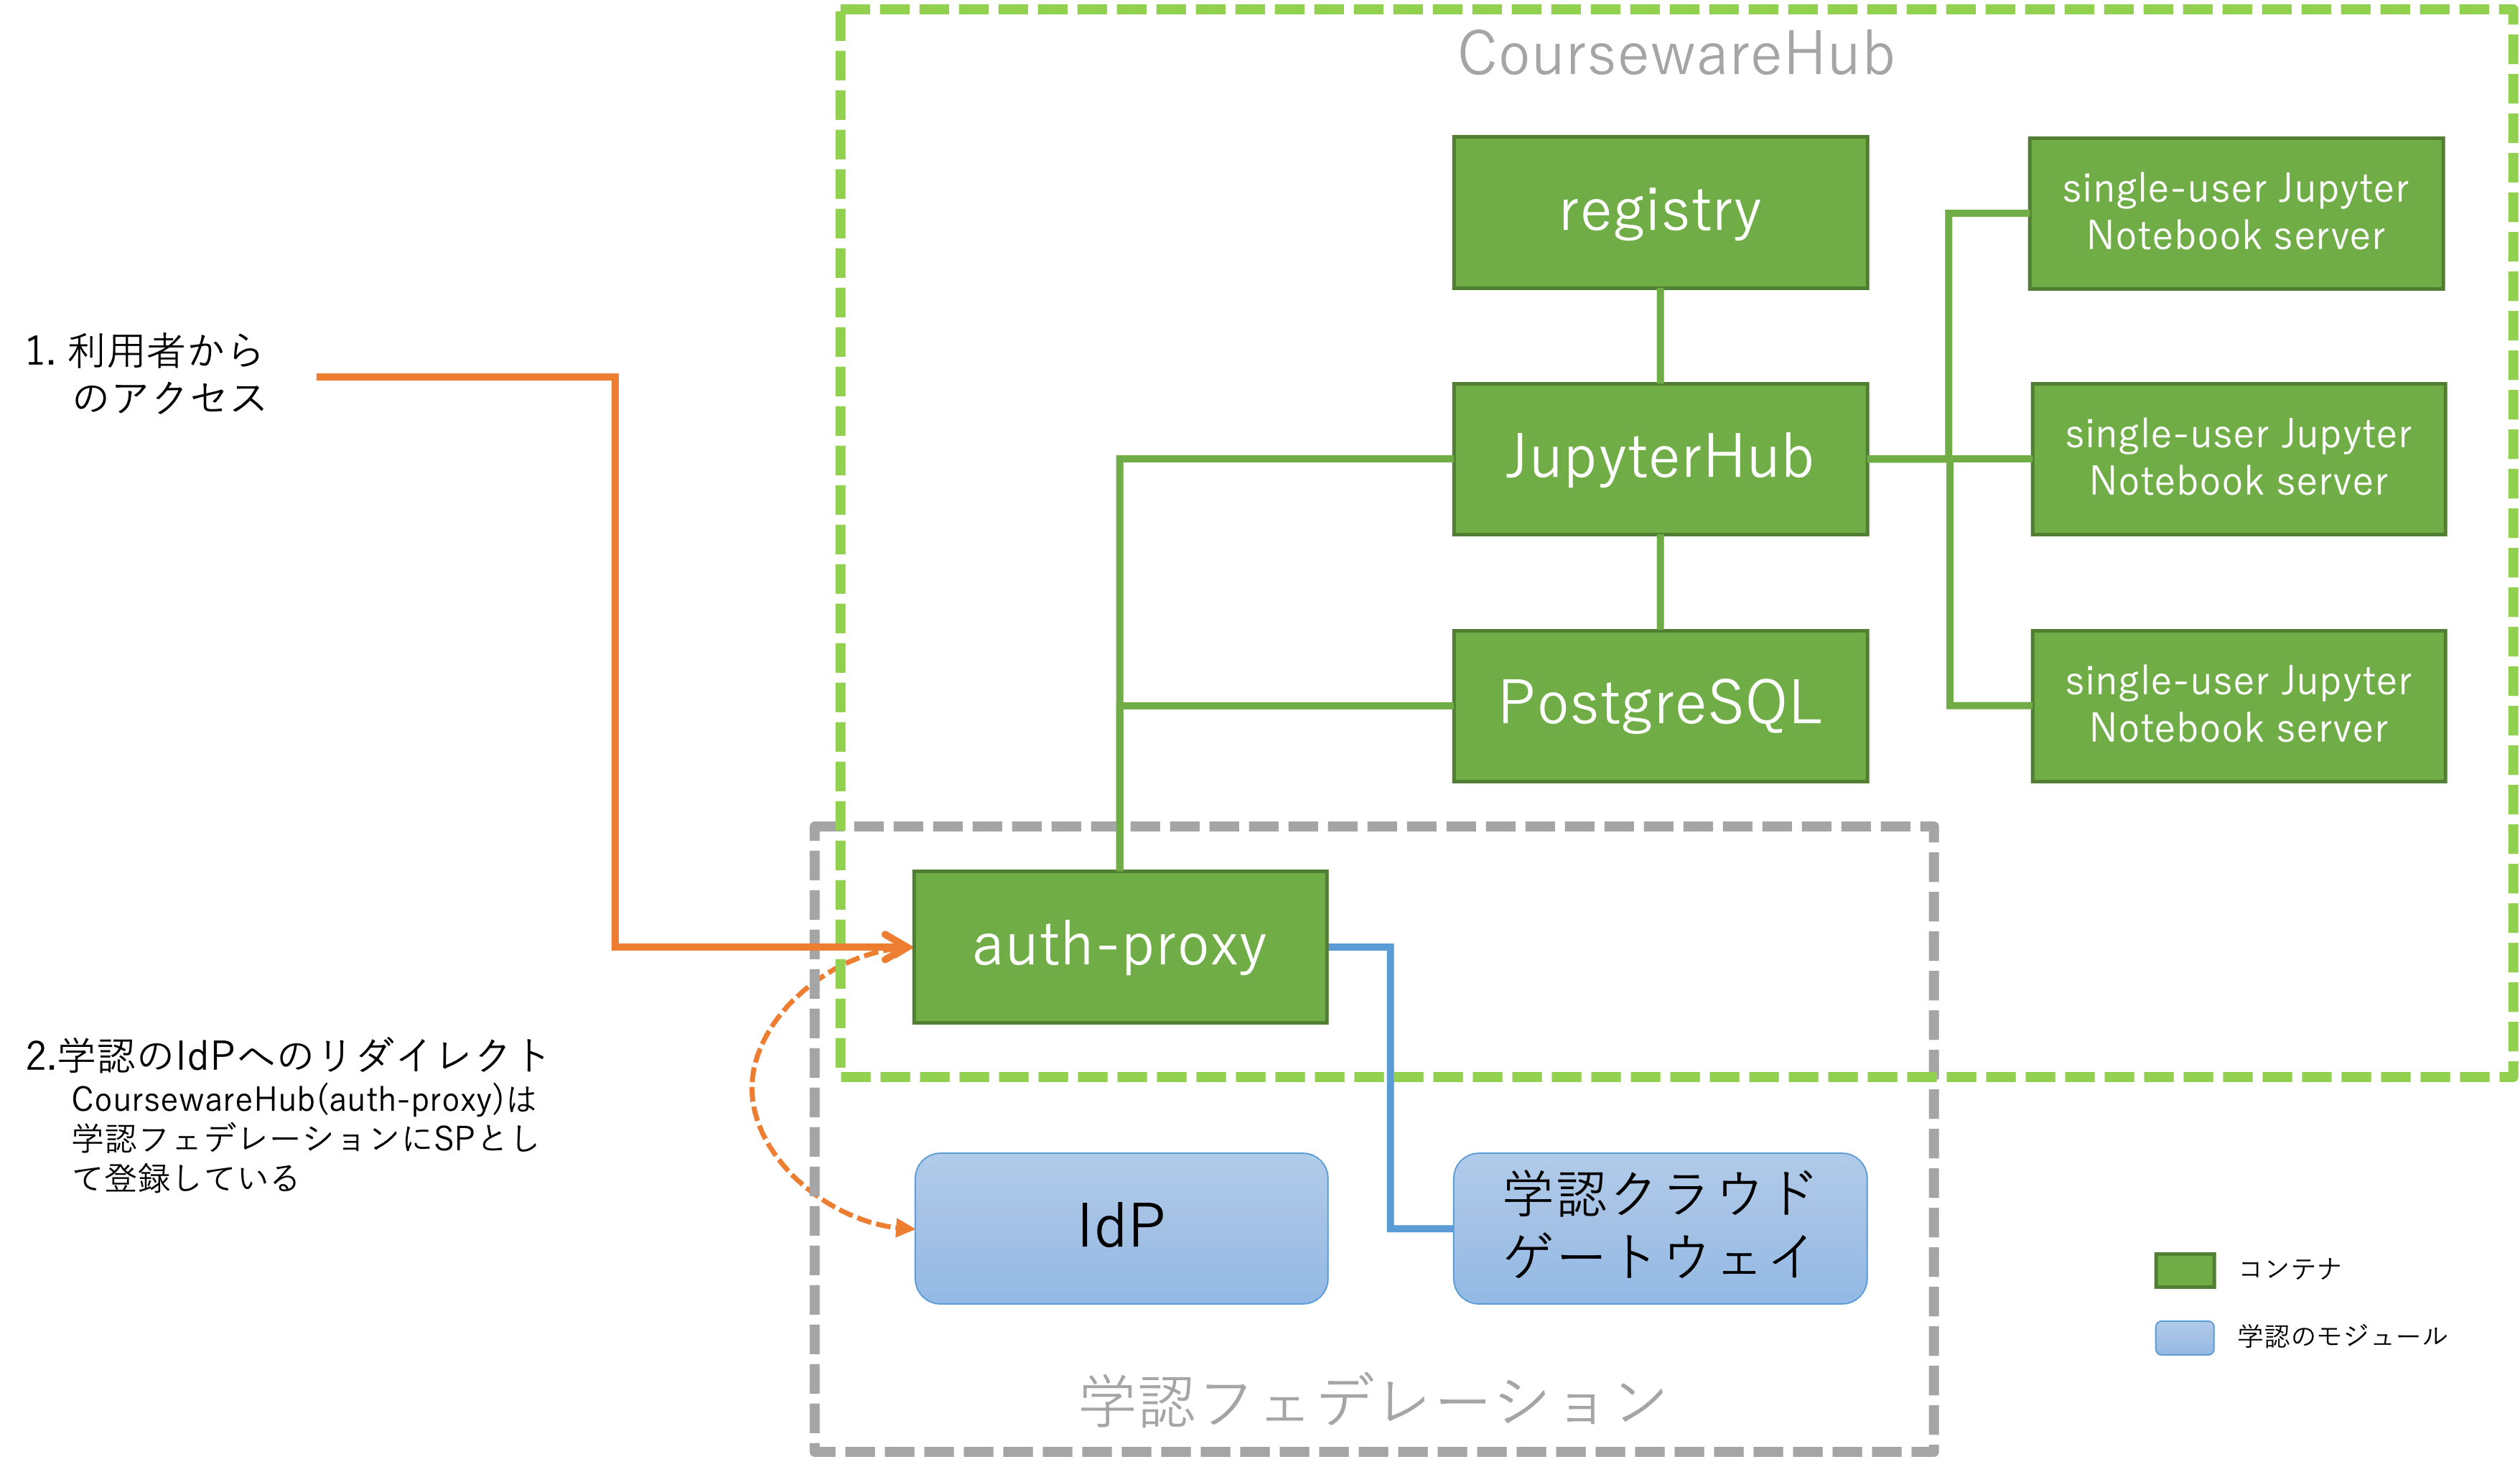 CoursewareHub
registry
single-user Jupyter
Notebook server
1. 利用者から
のアクセス
JupyterHub
single-user Jupyter
Notebook server
PostgreSQL
single-user Jupyter
Notebook server
auth-proxy
2.学認のIdPへのリダイレクト
CoursewareHub(auth-proxy)は
学認フェデレーションにSPとし
て登録している
IdP
学認クラウド
ゲートウェイ
コンテナ
学認のモジュール
学認フェデレーション